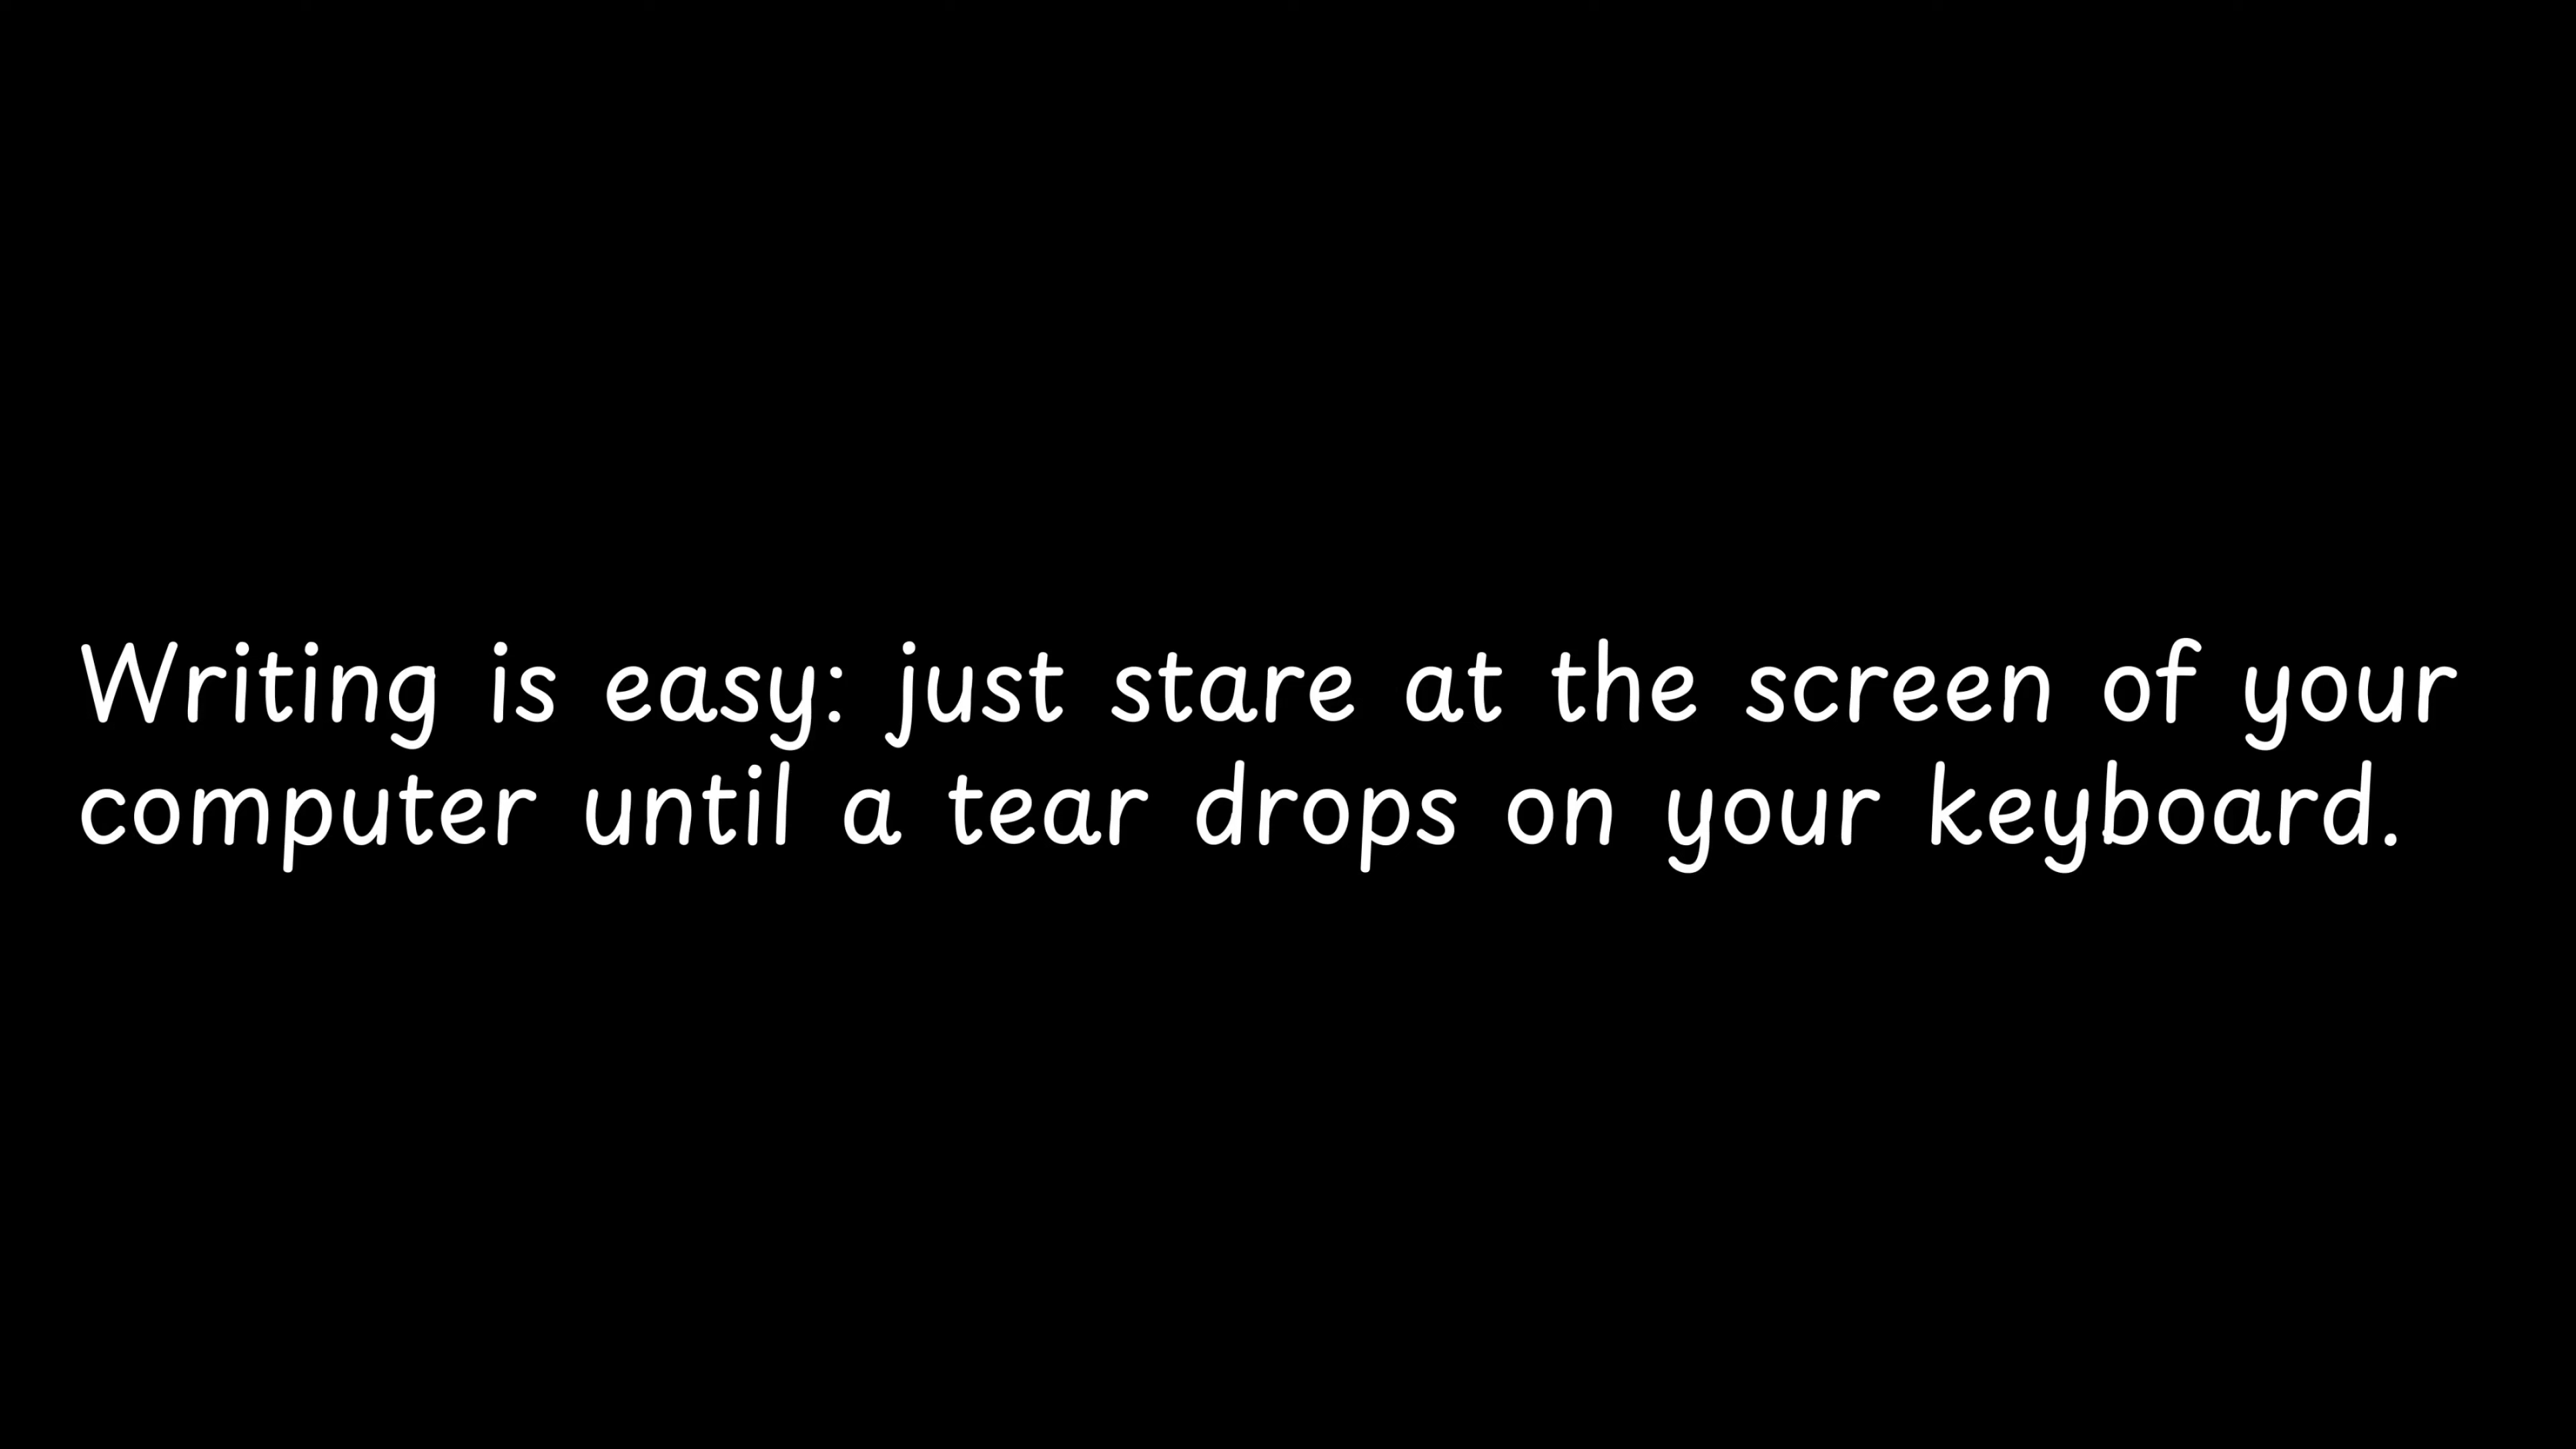 Writing is easy: just stare at the screen of your
computer until a tear drops on your keyboard.